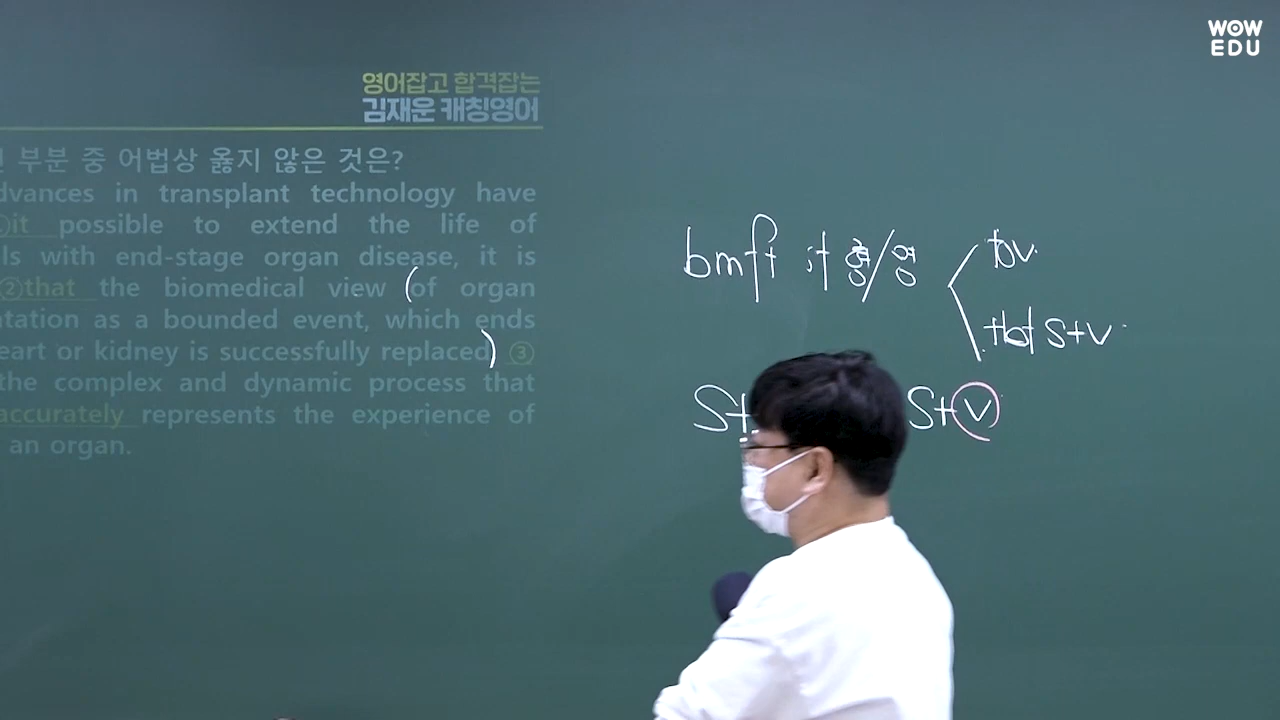 WOW
EDU
영어잡고 합격잡는
김재운 캐칭영어
부분 중 어법상 옳지 않은 것은?
dvances in transplant technology have
it possible to extend the life of
ls with end-stage organ disease, it is
②that the biomedical view (of organ
ntation as a bounded event, which ends
eart or kidney is successfully replaced) ③
the complex and dynamic process that
accurately represents the experience of
an organ.
it 형/명
toV
that S+V
S+ S+V